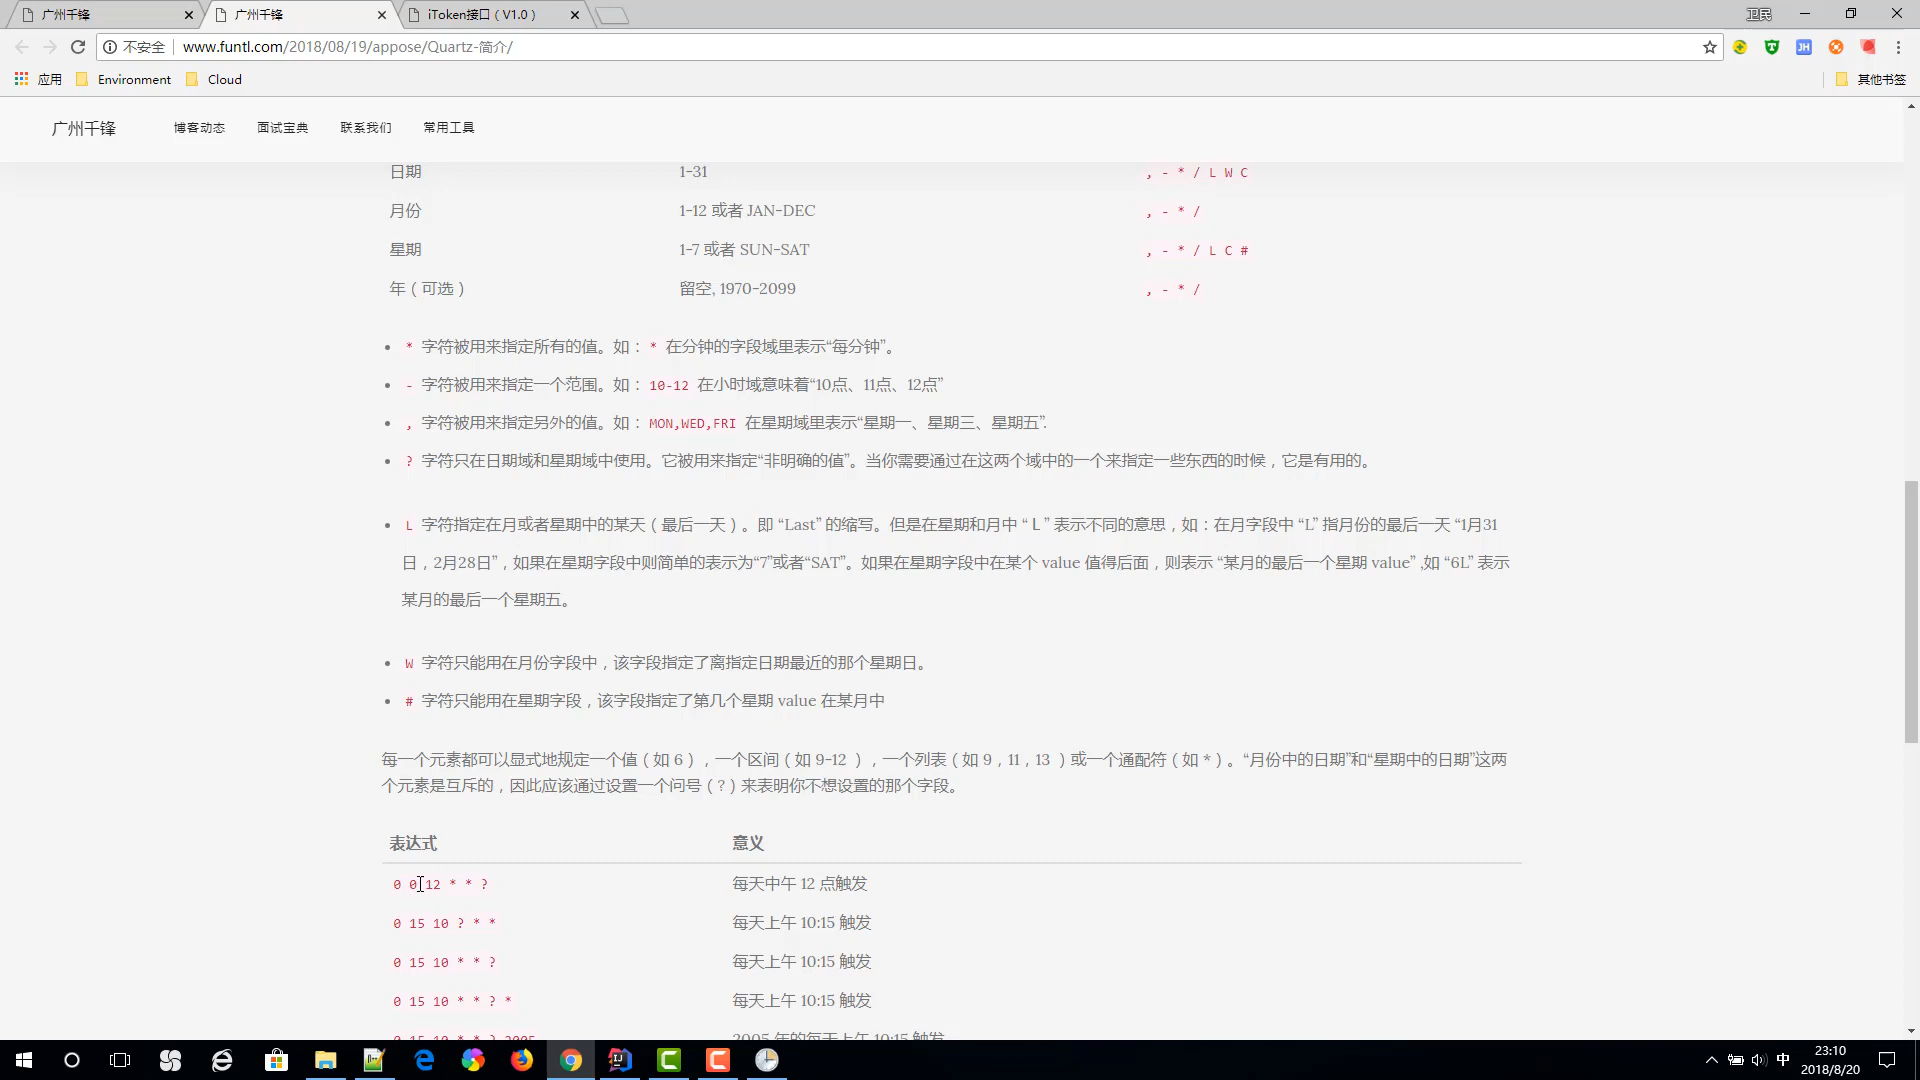 广州千锋
广州千锋
iToken接口（V1.0）
卫民
不安全 www.funtl.com/2018/08/19/appose/Quartz-简介/
JH
应用 Environment Cloud 其他书签
广州千锋 博客动态 面试宝典 联系我们 常用工具
日期 1-31 , - * / L W C
月份 1-12 或者 JAN-DEC , - * /
星期 1-7 或者 SUN-SAT , - * / L C #
年（可选） 留空, 1970-2099 , - * /
* 字符被用来指定所有的值。如： * 在分钟的字段域里表示“每分钟”。
- 字符被用来指定一个范围。如： 10-12 在小时域意味着“10点、11点、12点”
, 字符被用来指定另外的值。如： MON,WED,FRI 在星期域里表示“星期一、星期三、星期五”.
? 字符只在日期域和星期域中使用。它被用来指定“非明确的值”。当你需要通过在这两个域中的一个来指定一些东西的时候，它是有用的。
L 字符指定在月或者星期中的某天（最后一天）。即 “Last” 的缩写。但是在星期和月中 “Ｌ” 表示不同的意思，如：在月字段中 “L” 指月份的最后一天 “1月31
日，2月28日”，如果在星期字段中则简单的表示为“7”或者“SAT”。如果在星期字段中在某个 value 值得后面，则表示 “某月的最后一个星期 value” ,如 “6L” 表示
某月的最后一个星期五。
W 字符只能用在月份字段中，该字段指定了离指定日期最近的那个星期日。
# 字符只能用在星期字段，该字段指定了第几个星期 value 在某月中
每一个元素都可以显式地规定一个值（如 6），一个区间（如 9-12 ），一个列表（如 9，11，13 ）或一个通配符（如 *）。“月份中的日期”和“星期中的日期”这两
个元素是互斥的，因此应该通过设置一个问号（?）来表明你不想设置的那个字段。
表达式 意义
0 0 12 * * ? 每天中午 12 点触发
0 15 10 ? * * 每天上午 10:15 触发
0 15 10 * * ? 每天上午 10:15 触发
0 15 10 * * ? * 每天上午 10:15 触发
0 15 10 * * ? 2005 2005 年的每天上午 10:15 触发
中
23:10
2018/8/20